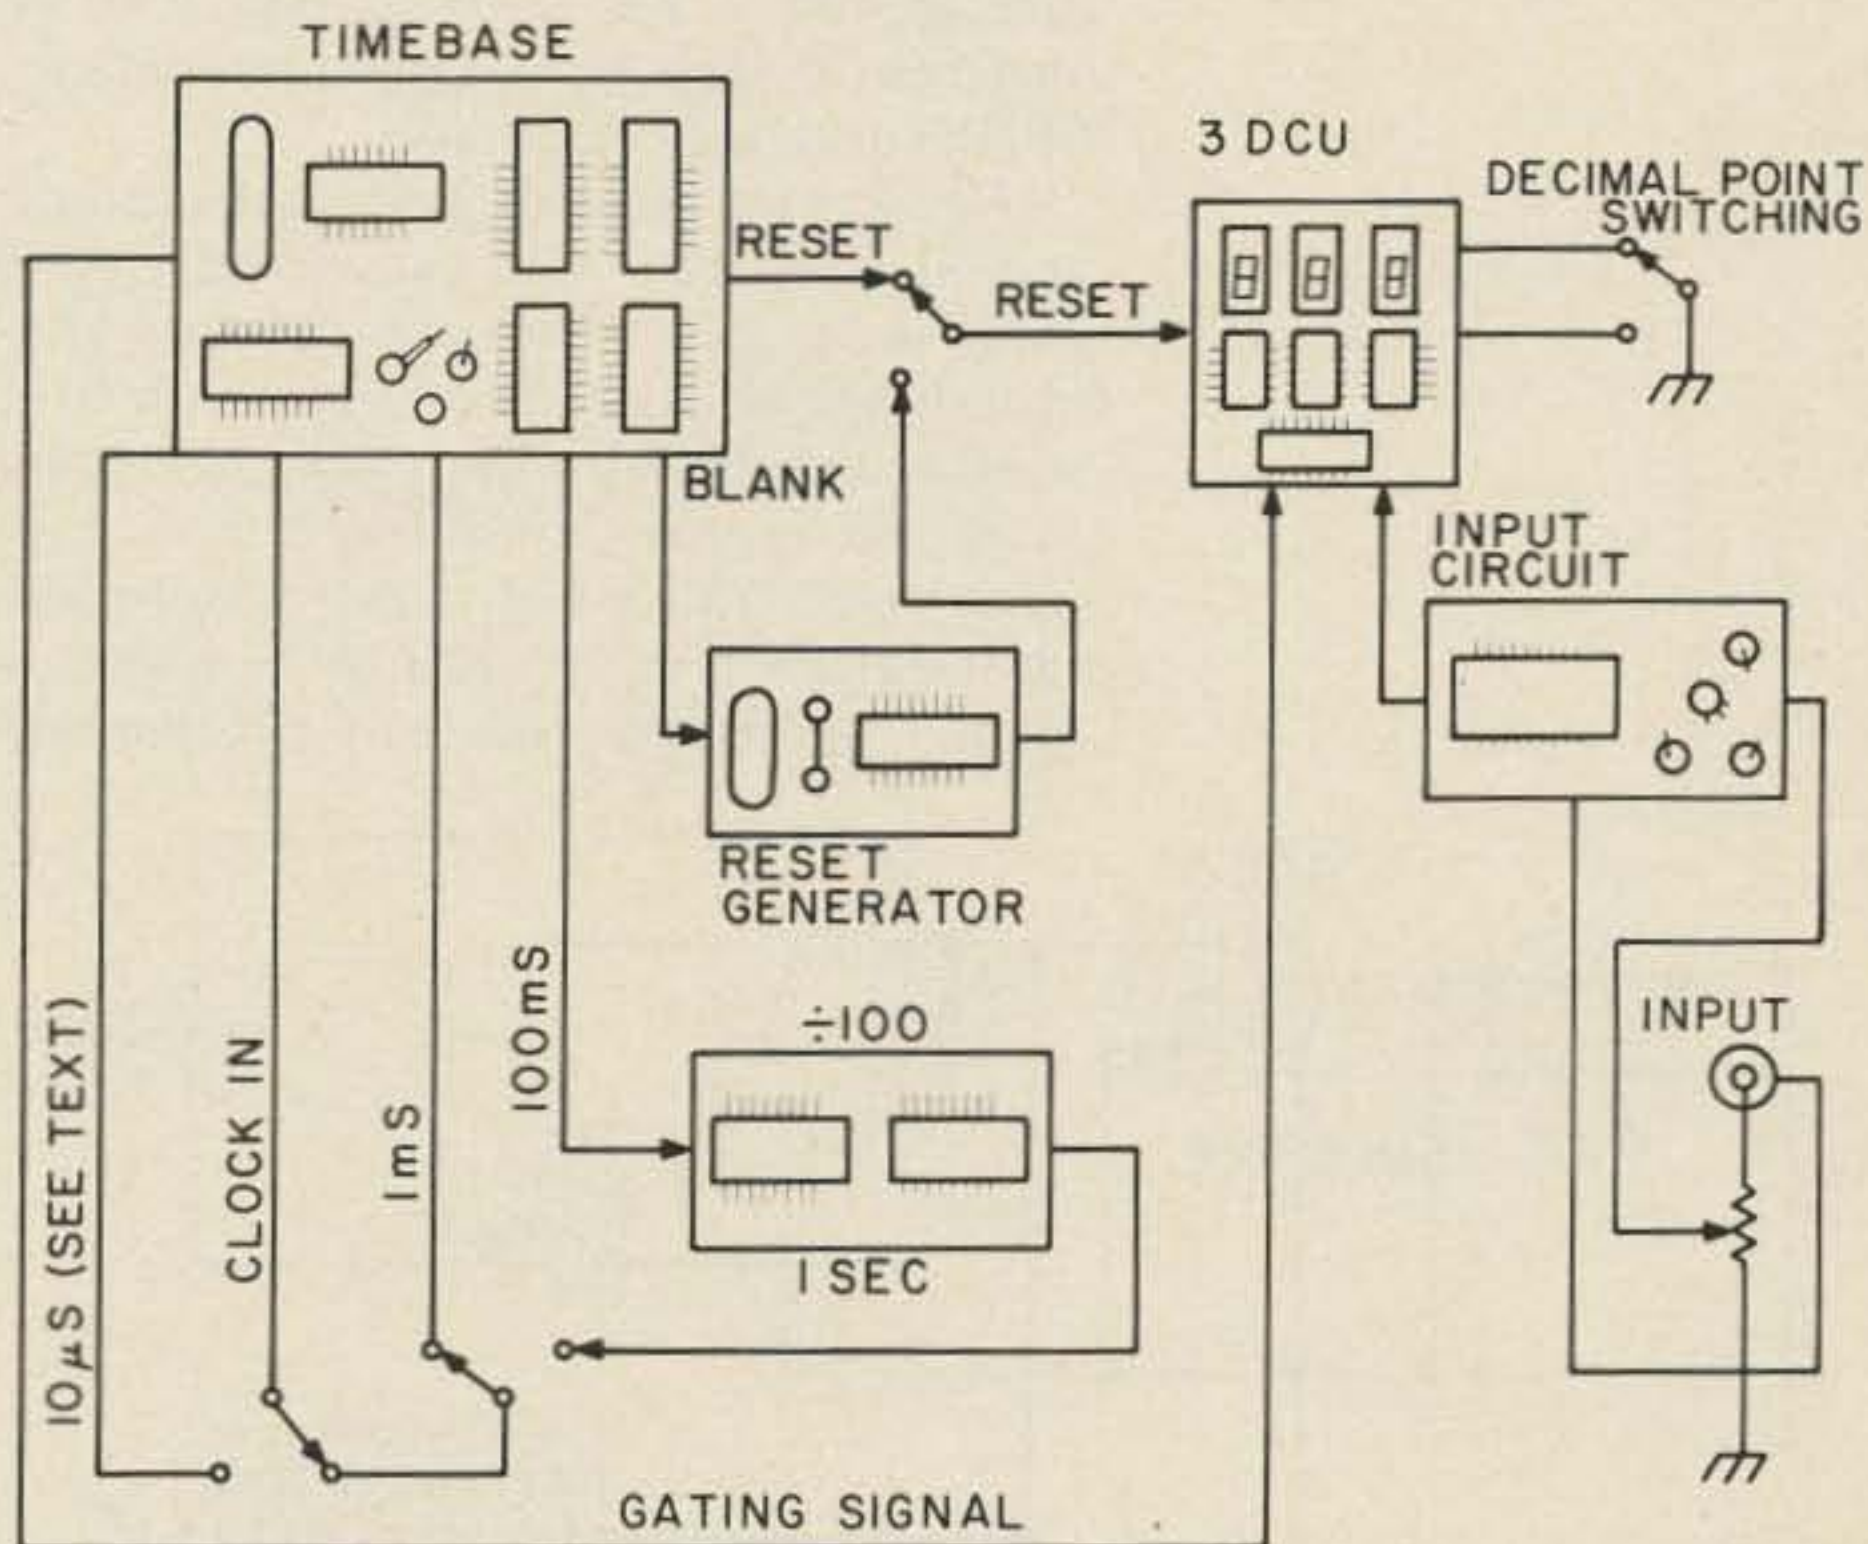 TIMEBASE
3 DCU
DECIMAL POINT
SWITCHING
RESET
RESET
BLANK
INPUT
CIRCUIT
RESET
GENERATOR
100mS
÷100
INPUT
10µS (SEE TEXT)
CLOCK IN
1mS
1 SEC
GATING SIGNAL